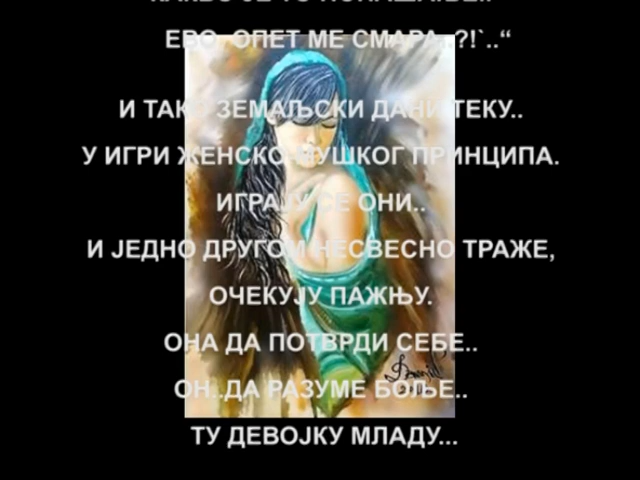 ЕВО, ОПЕТ МЕ СМАРА..?!`..“
И ТАКО ЗЕМАЉСКИ ДАНИ ТЕКУ..
У ИГРИ ЖЕНСКО-МУШКОГ ПРИНЦИПА.
ИГРАЈУ СЕ ОНИ..
И ЈЕДНО ДРУГОМ НЕСВЕСНО ТРАЖЕ,
ОЧЕКУЈУ ПАЖЊУ.
ОНА ДА ПОТВРДИ СЕБЕ..
ОН..ДА РАЗУМЕ БОЉЕ..
ТУ ДЕВОЈКУ МЛАДУ...